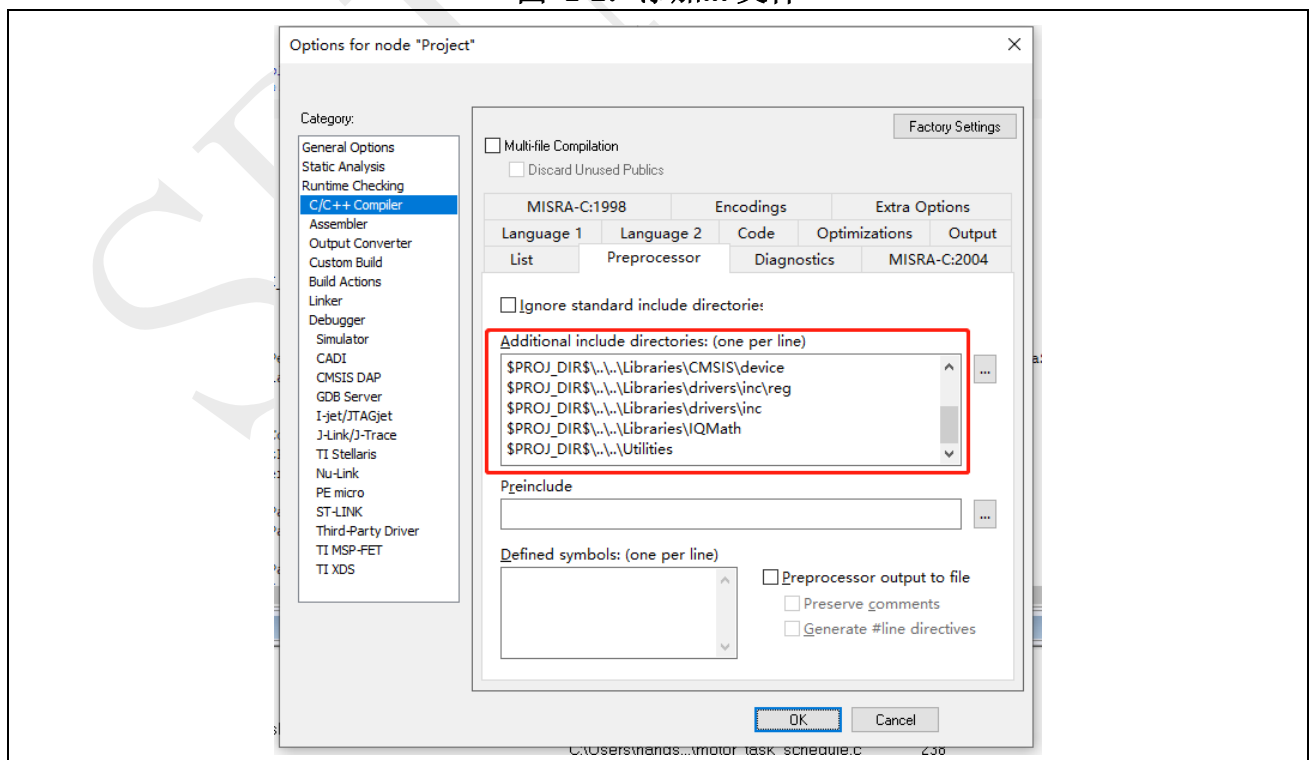 Options for node "Project"
Category:
General Options
Static Analysis
Runtime Checking
C/C++ Compiler
Assembler
Output Converter
Custom Build
Build Actions
Linker
Debugger
Simulator
CADI
CMSIS DAP
GDB Server
I-jet/JTAGjet
J-Link/J-Trace
TI Stellaris
Nu-Link
PE micro
ST-LINK
Third-Party Driver
TI MSP-FET
TI XDS
Factory Settings
Multi-file Compilation
Discard Unused Publics
MISRA-C:1998 Encodings Extra Options
Language 1 Language 2 Code Optimizations Output
List Preprocessor Diagnostics MISRA-C:2004
Ignore standard include directories
Additional include directories: (one per line)
$PROJ_DIR$\..\..\Libraries\CMSIS\device
$PROJ_DIR$\..\..\Libraries\drivers\inc\reg
$PROJ_DIR$\..\..\Libraries\drivers\inc
$PROJ_DIR$\..\..\Libraries\IQMath
$PROJ_DIR$\..\..\Utilities
...
Preinclude
...
Defined symbols: (one per line)
Preprocessor output to file
Preserve comments
Generate #line directives
OK Cancel
motor_task_schedule.c 238